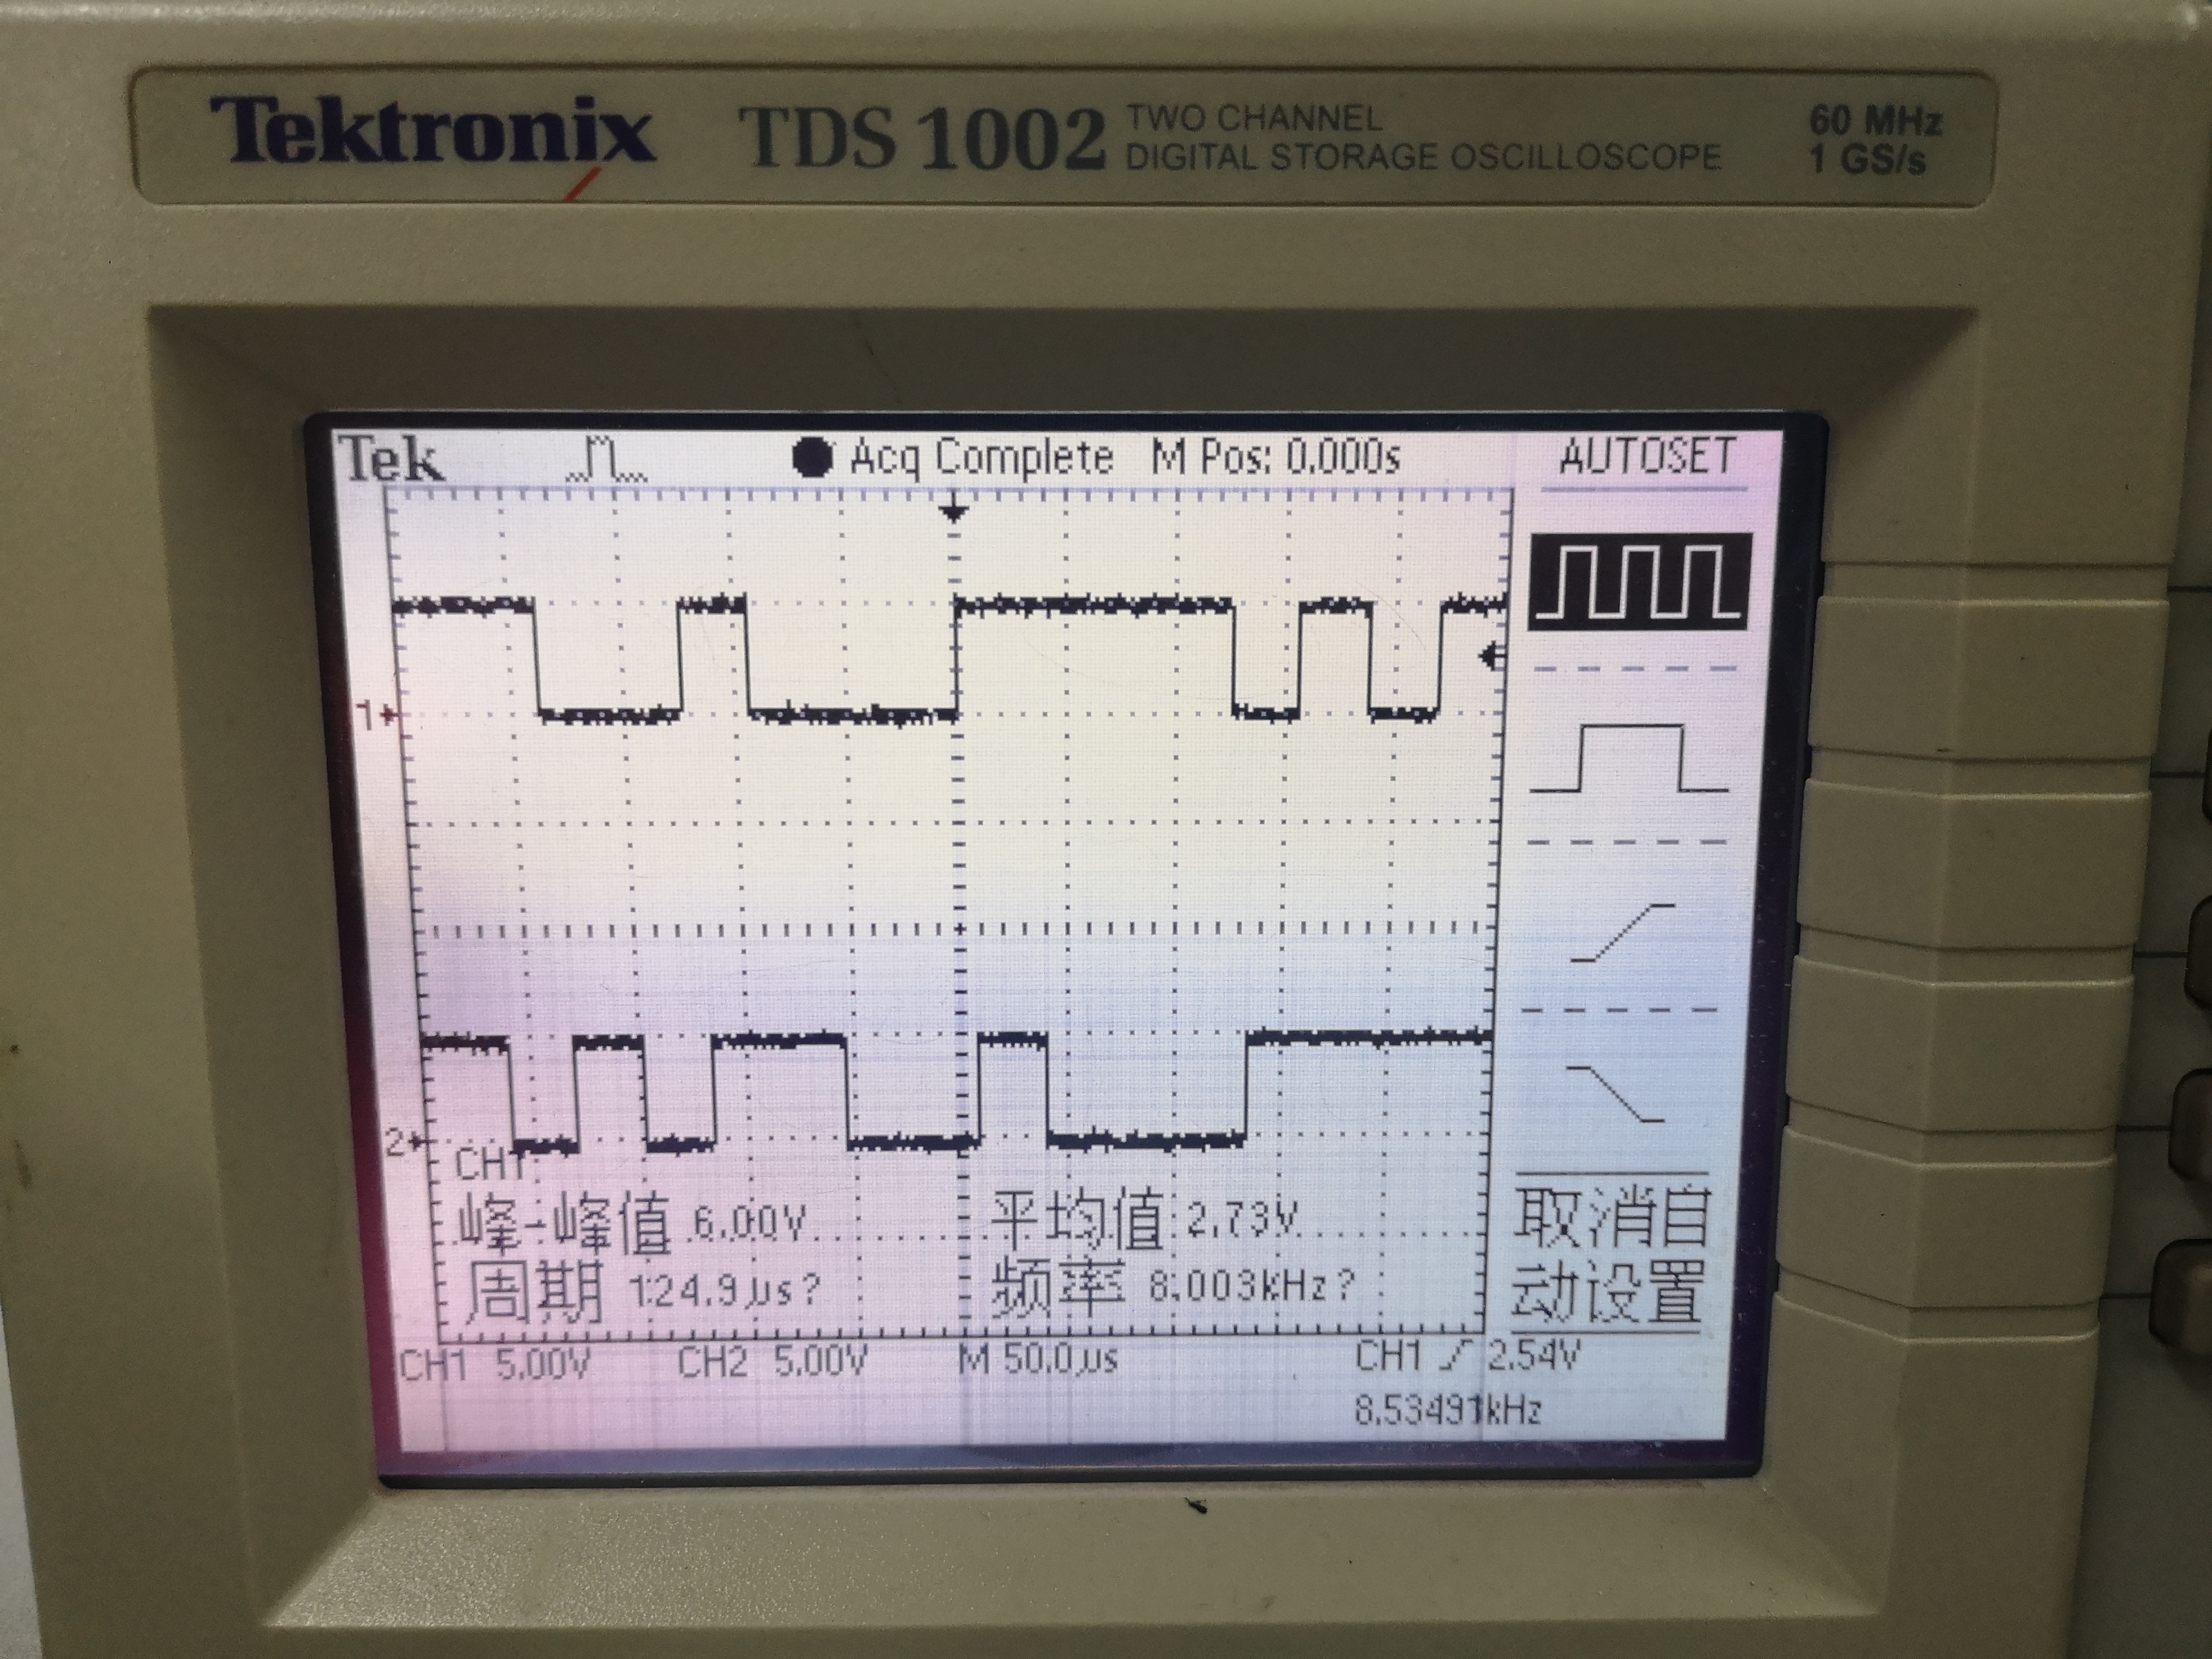 Tektronix TDS 1002 TWO CHANNEL DIGITAL STORAGE OSCILLOSCOPE 60 MHz 1 GS/s
Tek Acq Complete M Pos: 0.000s AUTOSET
1
2
CH1
峰-峰值 6.00V 平均值 2.73V
周期 124.9µs? 频率 8.003kHz?
取消自
动设置
CH1 5.00V CH2 5.00V M 50.0µs CH1 2.54V
8.53491kHz